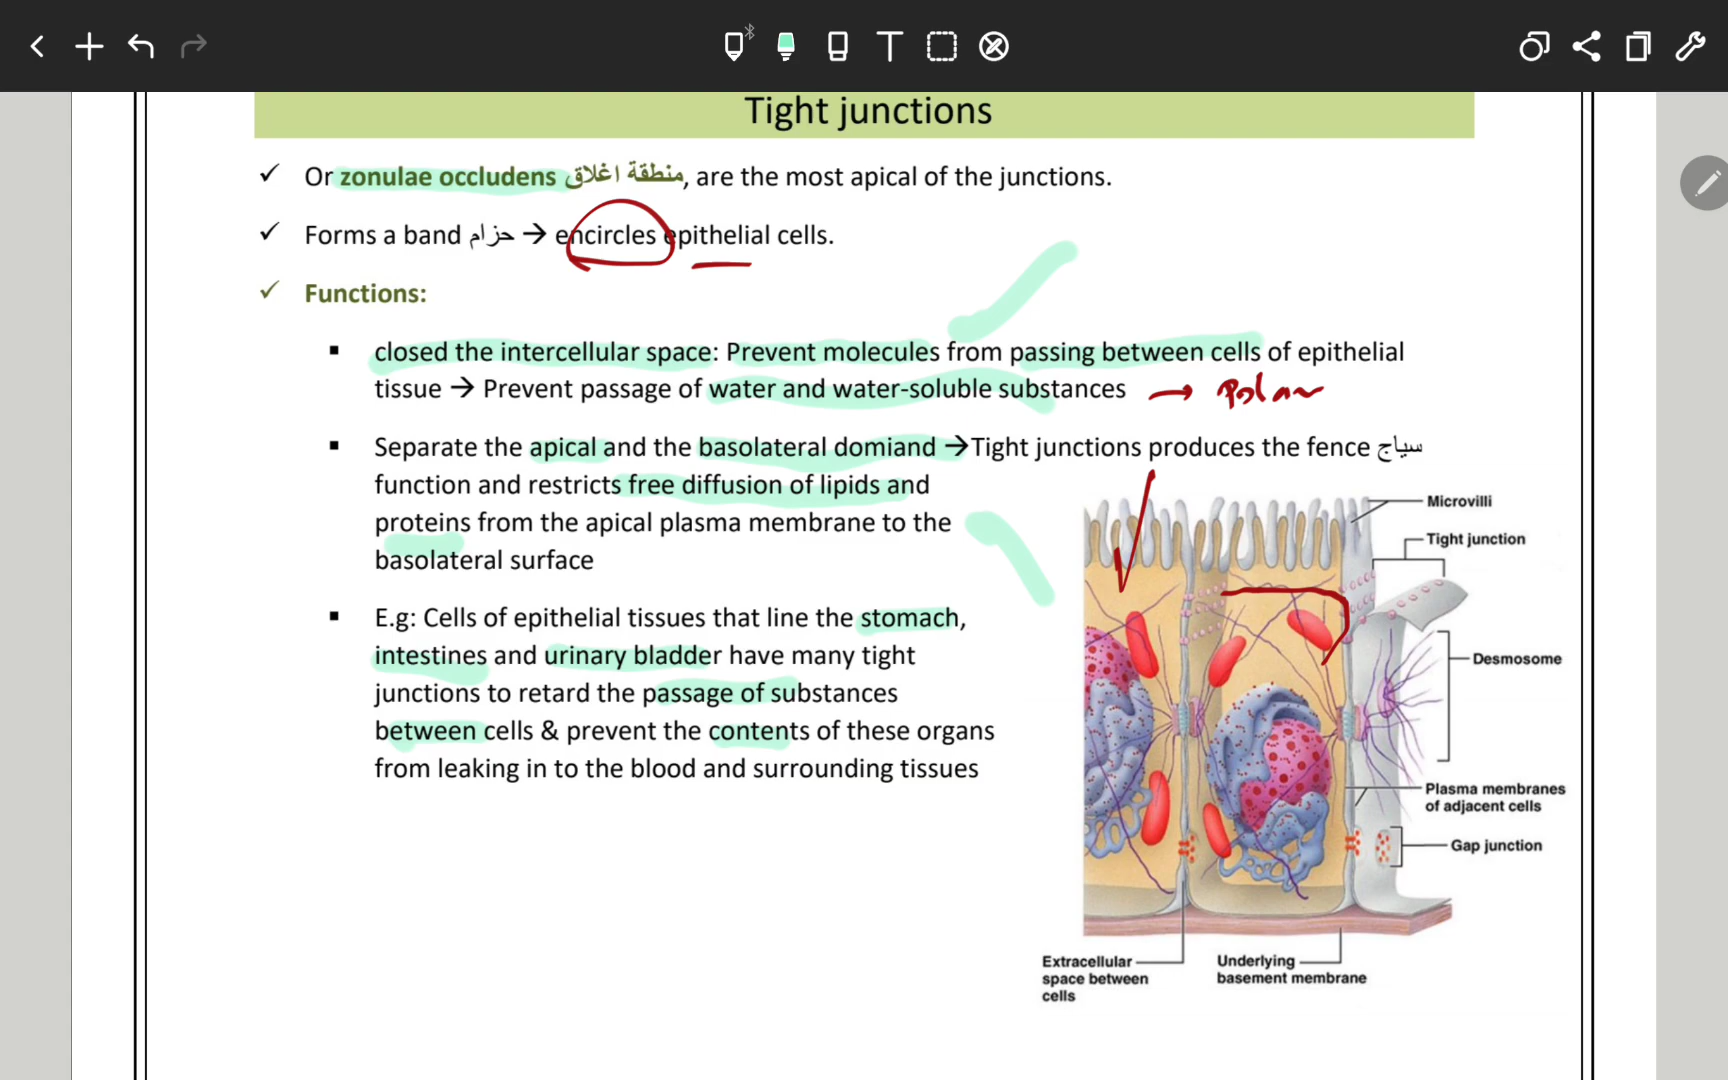 Tight junctions
✓ Or zonulae occludens منطقة اغلاق, are the most apical of the junctions.
✓ Forms a band حزام → encircles epithelial cells.
✓ Functions:
▪ closed the intercellular space: Prevent molecules from passing between cells of epithelial
tissue → Prevent passage of water and water-soluble substances → Polar
▪ Separate the apical and the basolateral domiand →Tight junctions produces the fence سياج
function and restricts free diffusion of lipids and
proteins from the apical plasma membrane to the
basolateral surface
▪ E.g: Cells of epithelial tissues that line the stomach,
intestines and urinary bladder have many tight
junctions to retard the passage of substances
between cells & prevent the contents of these organs
from leaking in to the blood and surrounding tissues
Microvilli
Tight junction
Desmosome
Plasma membranes
of adjacent cells
Gap junction
Extracellular
space between
cells
Underlying
basement membrane